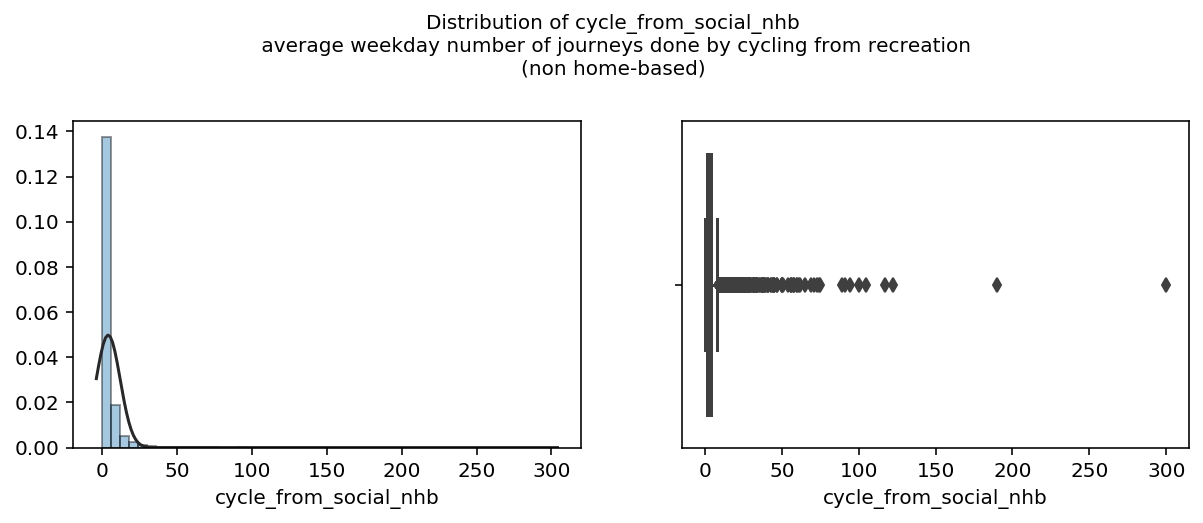 Distribution of cycle_from_social_nhb
average weekday number of journeys done by cycling from recreation
(non home-based)
0.14
0.12
0.10
0.08
0.06
0.04
0.02
0.00
0 50 100 150 200 250 300
cycle_from_social_nhb
0 50 100 150 200 250 300
cycle_from_social_nhb